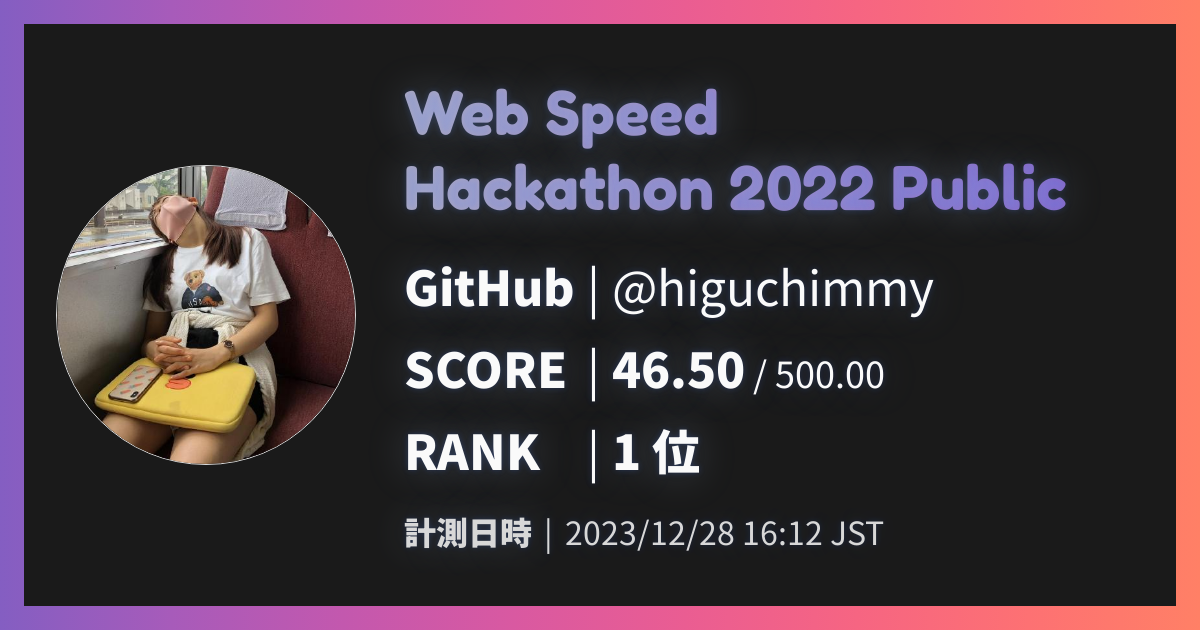 Web Speed
Hackathon 2022 Public
GitHub | @higuchimmy
SCORE | 46.50 / 500.00
RANK | 1 位
計測日時 | 2023/12/28 16:12 JST